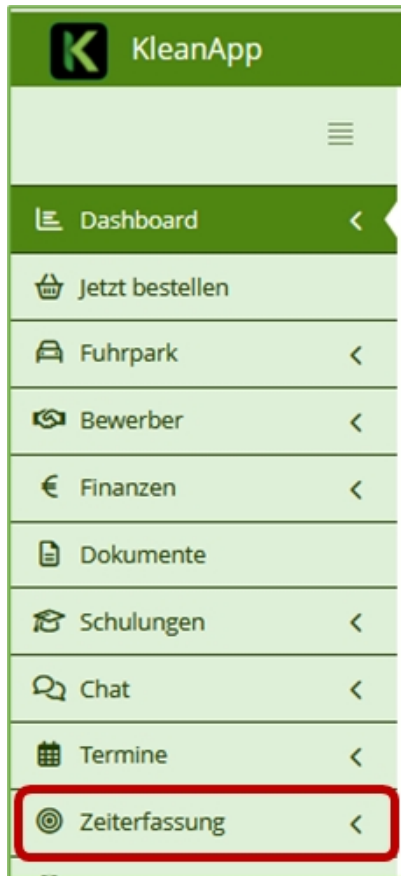 KleanApp
Dashboard
Jetzt bestellen
Fuhrpark
Bewerber
Finanzen
Dokumente
Schulungen
Chat
Termine
Zeiterfassung